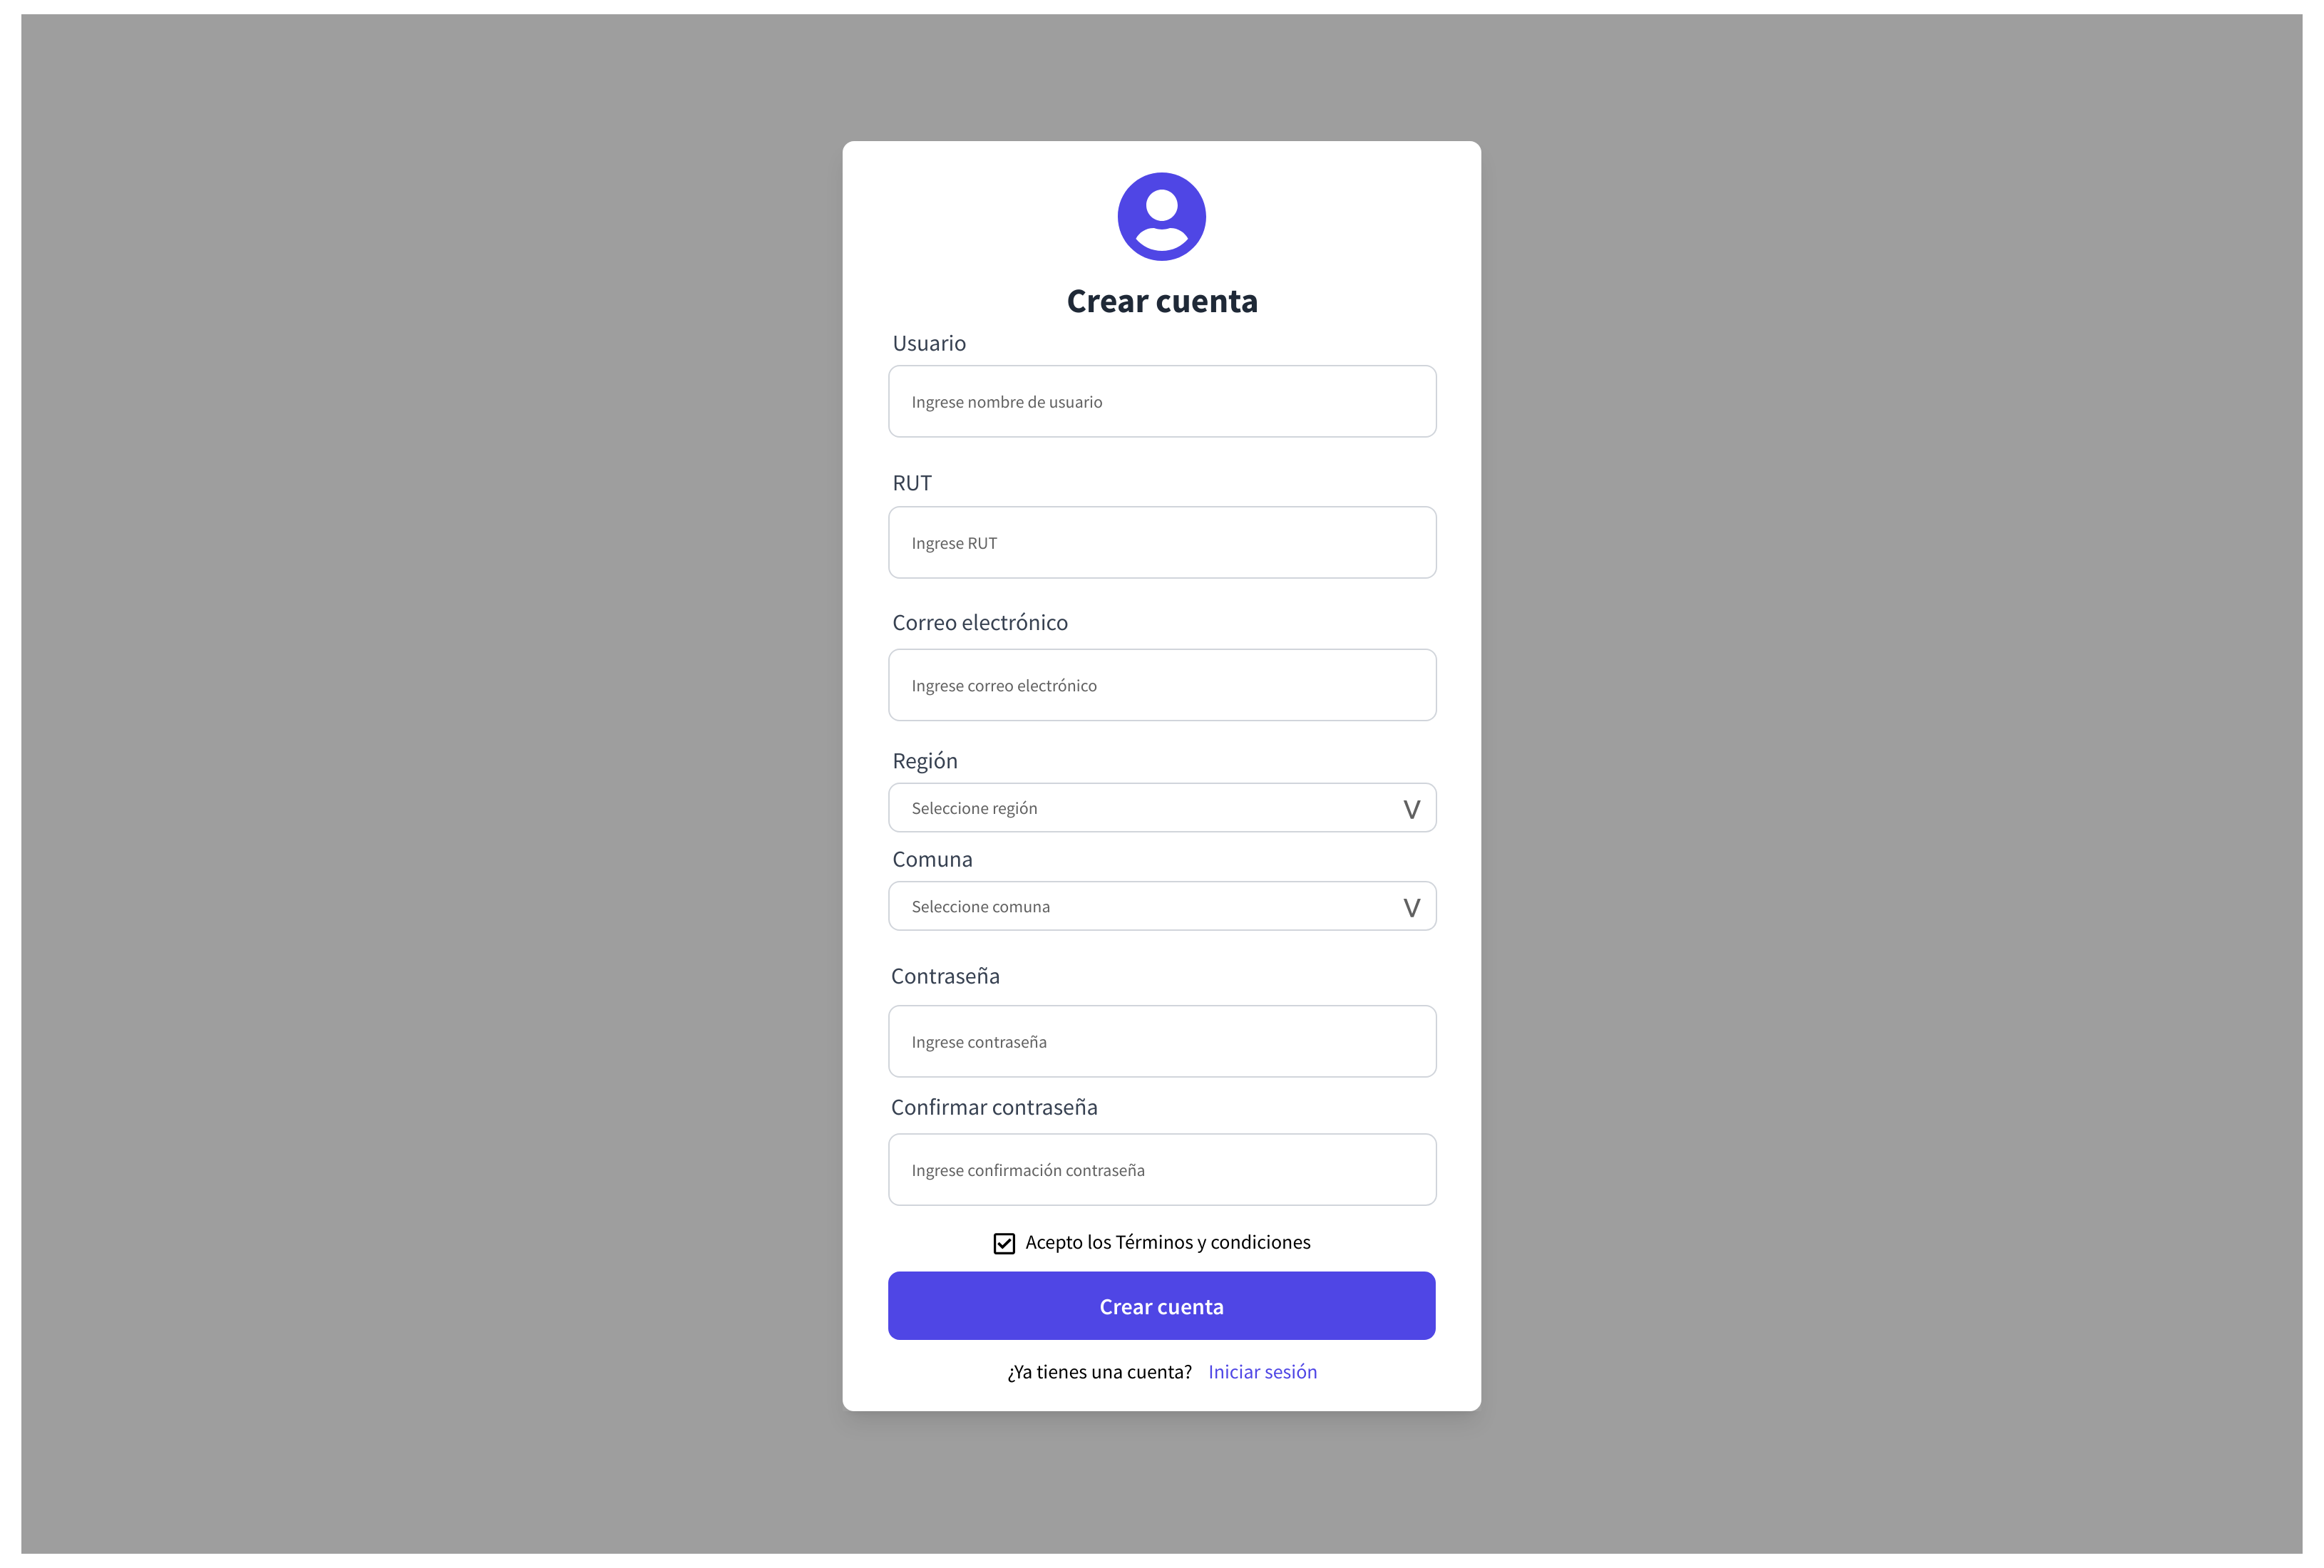 Crear cuenta
Usuario
Ingrese nombre de usuario
RUT
Ingrese RUT
Correo electrónico
Ingrese correo electrónico
Región
Seleccione región V
Comuna
Seleccione comuna V
Contraseña
Ingrese contraseña
Confirmar contraseña
Ingrese confirmación contraseña
Acepto los Términos y condiciones
Crear cuenta
¿Ya tienes una cuenta? Iniciar sesión